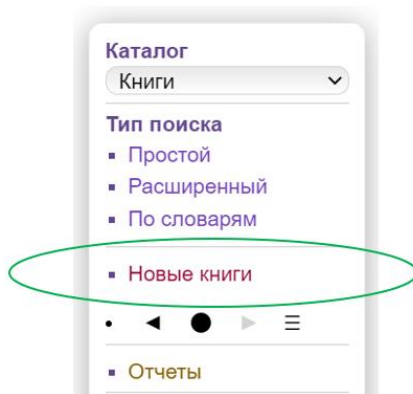 Каталог
Книги
Тип поиска
Простой
Расширенный
По словарям
Новые книги
Отчеты